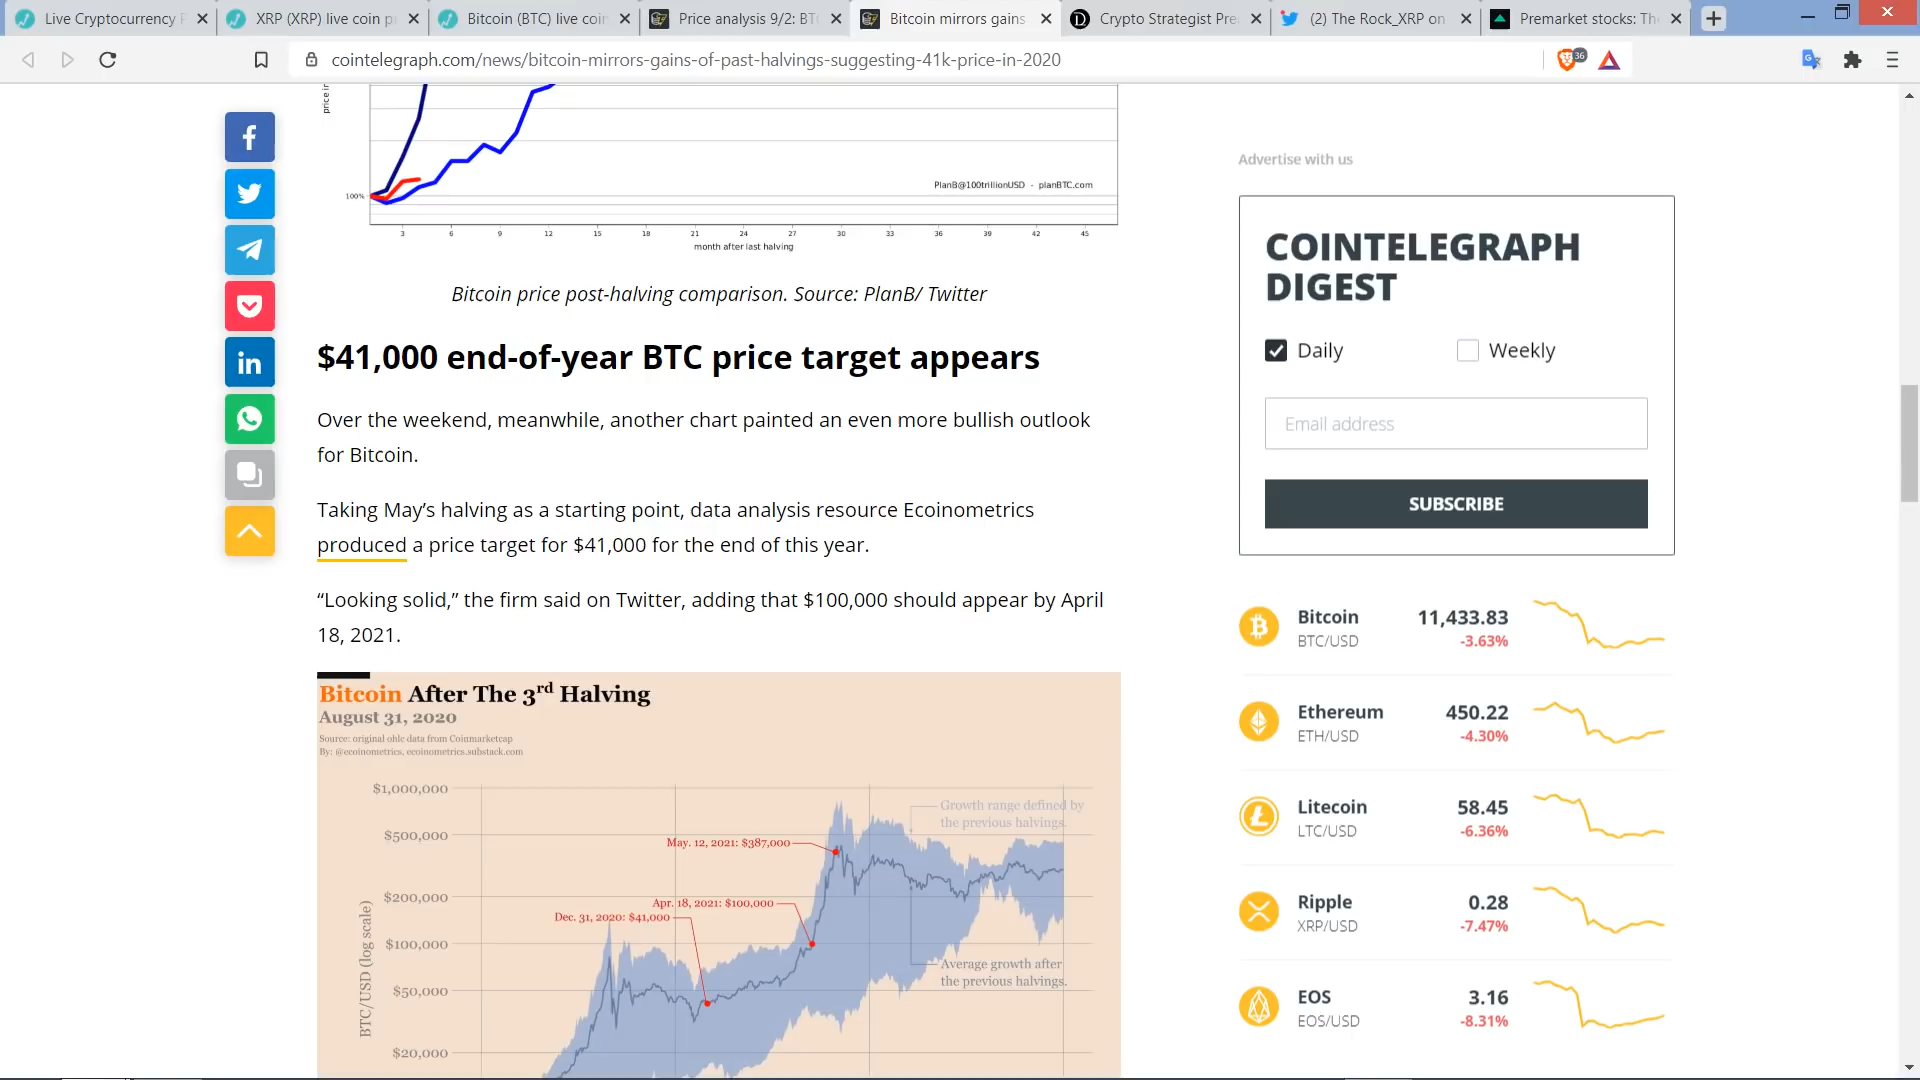 Live Cryptocurrency P
XRP (XRP) live coin p
Bitcoin (BTC) live coin
Price analysis 9/2: BT
Bitcoin mirrors gains
Crypto Strategist Pre
(2) The Rock_XRP on
Premarket stocks: Th
cointelegraph.com/news/bitcoin-mirrors-gains-of-past-halvings-suggesting-41k-price-in-2020
36
price in
100%
PlanB@100trillionUSD - planBTC.com
3 6 9 12 15 18 21 24 27 30 33 36 39 42 45
month after last halving
Bitcoin price post-halving comparison. Source: PlanB/ Twitter
$41,000 end-of-year BTC price target appears
Over the weekend, meanwhile, another chart painted an even more bullish outlook
for Bitcoin.
Taking May’s halving as a starting point, data analysis resource Ecoinometrics
produced a price target for $41,000 for the end of this year.
“Looking solid,” the firm said on Twitter, adding that $100,000 should appear by April
18, 2021.
Bitcoin After The 3rd Halving
August 31, 2020
Source: original ohlc data from Coinmarketcap
By: @ecoinometrics, ecoinometrics.substack.com
$1,000,000
$500,000
$200,000
$100,000
$50,000
$20,000
BTC/USD (log scale)
Growth range defined by
the previous halvings.
May. 12, 2021: $387,000
Apr. 18, 2021: $100,000
Dec. 31, 2020: $41,000
Average growth after
the previous halvings.
Advertise with us
COINTELEGRAPH
DIGEST
Daily
Weekly
Email address
SUBSCRIBE
Bitcoin 11,433.83
BTC/USD -3.63%
Ethereum 450.22
ETH/USD -4.30%
Litecoin 58.45
LTC/USD -6.36%
Ripple 0.28
XRP/USD -7.47%
EOS 3.16
EOS/USD -8.31%